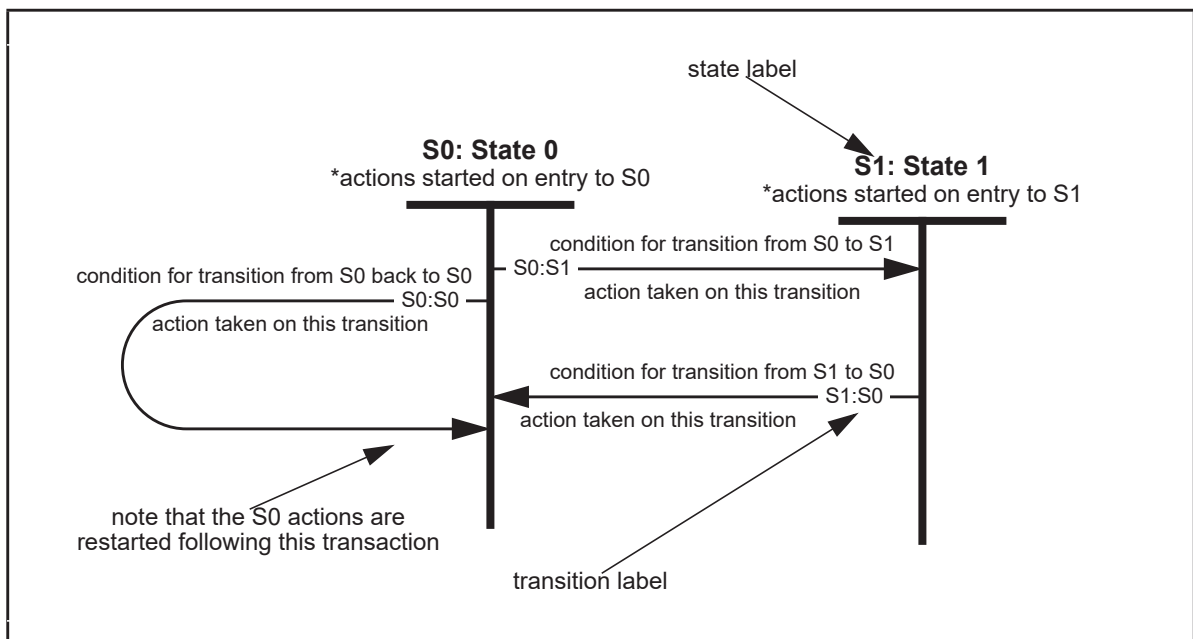 state label
S0: State 0
*actions started on entry to S0
S1: State 1
*actions started on entry to S1
condition for transition from S0 to S1
S0:S1
action taken on this transition
condition for transition from S0 back to S0
S0:S0
action taken on this transition
condition for transition from S1 to S0
S1:S0
action taken on this transition
note that the S0 actions are
restarted following this transaction
transition label